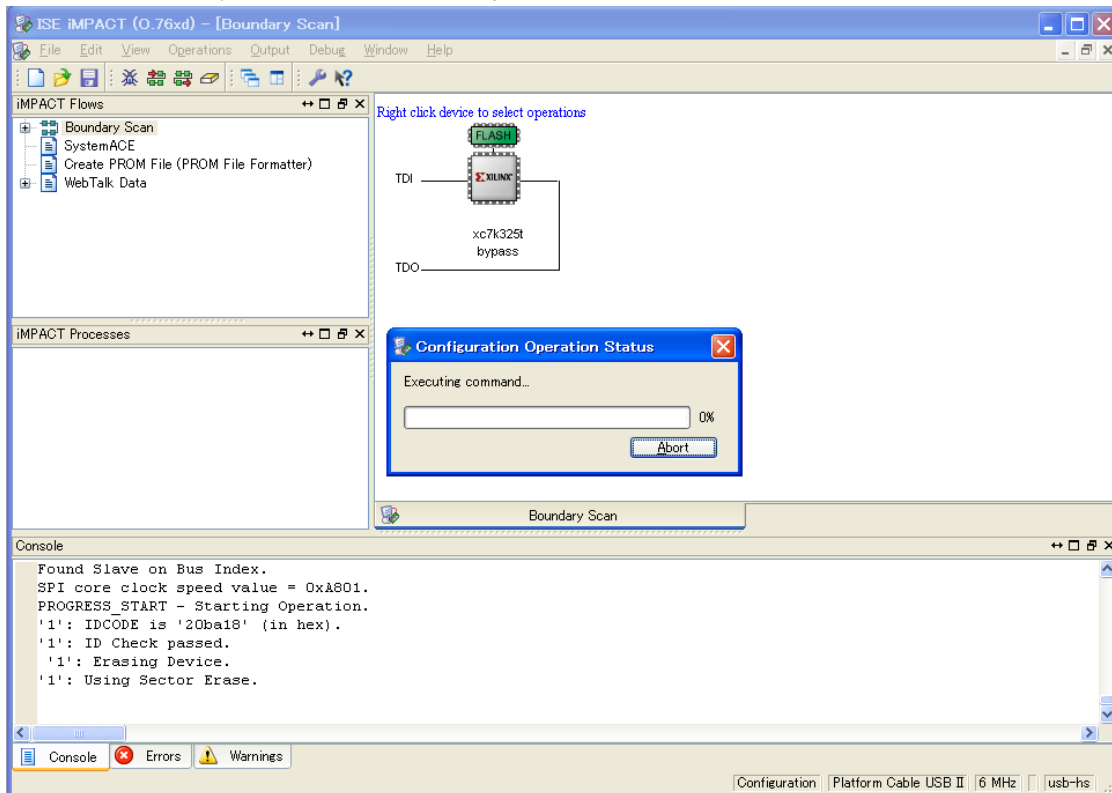 ISE iMPACT (O.76xd) - [Boundary Scan]
File Edit View Operations Output Debug Window Help
iMPACT Flows
Right click device to select operations
Boundary Scan
SystemACE
Create PROM File (PROM File Formatter)
WebTalk Data
FLASH
TDI
XILINX
xc7k325t
bypass
TDO
iMPACT Processes
Configuration Operation Status
Executing command...
0%
Abort
Boundary Scan
Console
Found Slave on Bus Index.
SPI core clock speed value = 0xA801.
PROGRESS_START - Starting Operation.
'1': IDCODE is '20ba18' (in hex).
'1': ID Check passed.
'1': Erasing Device.
'1': Using Sector Erase.
Console Errors Warnings
Configuration Platform Cable USB II 6 MHz usb-hs